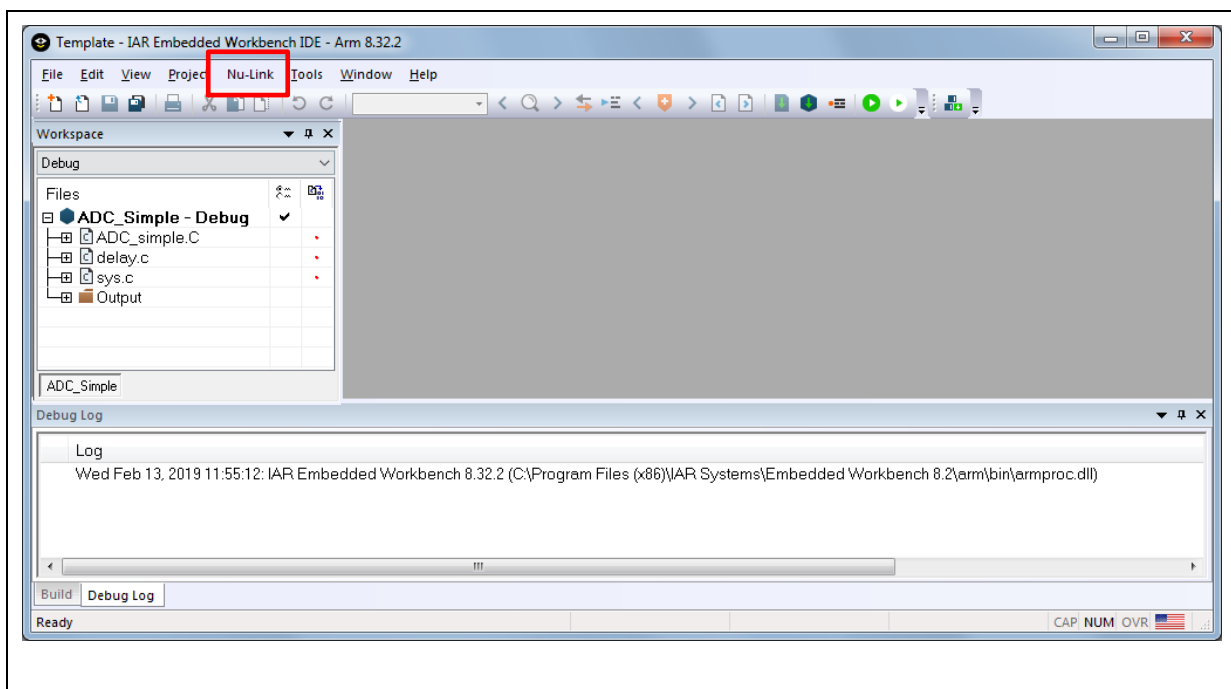 Template - IAR Embedded Workbench IDE - Arm 8.32.2
File Edit View Project Nu-Link Tools Window Help
Workspace
Debug
Files
ADC_Simple - Debug
ADC_simple.C
delay.c
sys.c
Output
ADC_Simple
Debug Log
Log
Wed Feb 13, 2019 11:55:12: IAR Embedded Workbench 8.32.2 (C:\Program Files (x86)\IAR Systems\Embedded Workbench 8.2\arm\bin\armproc.dll)
Build Debug Log
Ready CAP NUM OVR